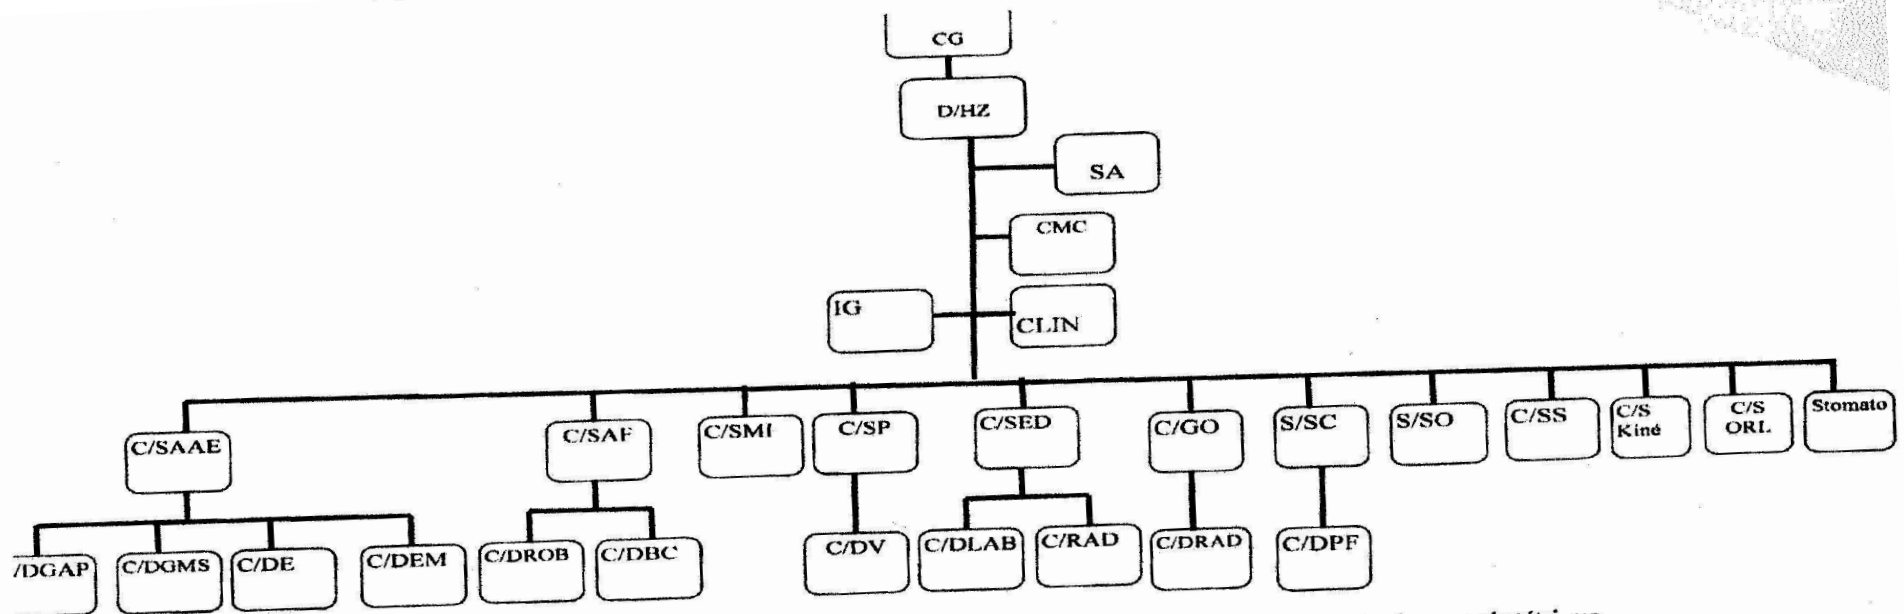 CG
D/HZ
SA
CMC
IG
CLIN
C/SAAE
C/SAF
C/SMI
C/SP
C/SED
C/GO
S/SC
S/SO
C/SS
C/S
Kiné
C/S
ORL
Stomato
/DGAP
C/DGMS
C/DE
C/DEM
C/DROB
C/DBC
C/DV
C/DLAB
C/RAD
C/DRAD
C/DPF